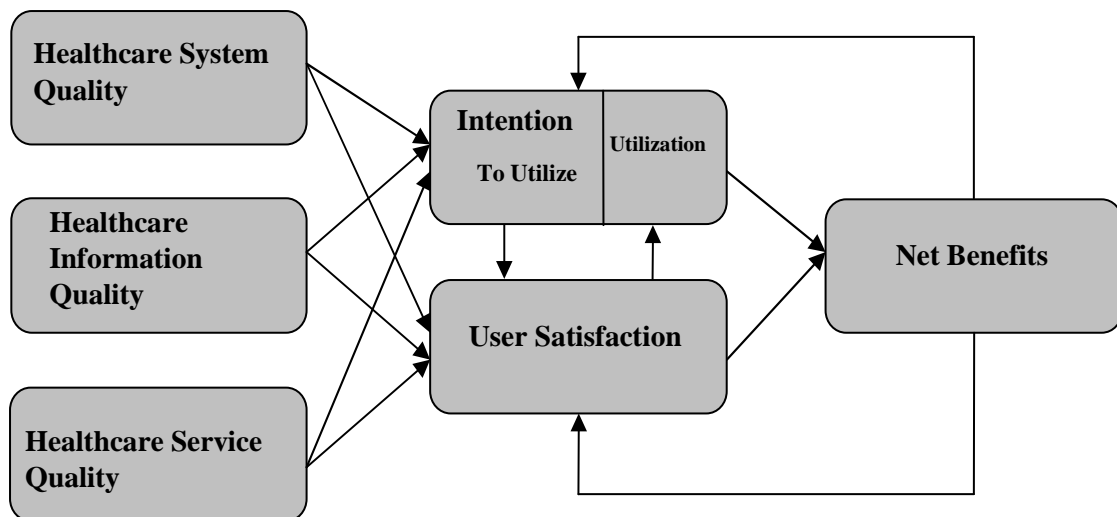 Healthcare System
Quality
Healthcare
Information
Quality
Healthcare Service
Quality
Intention
To Utilize
Utilization
User Satisfaction
Net Benefits